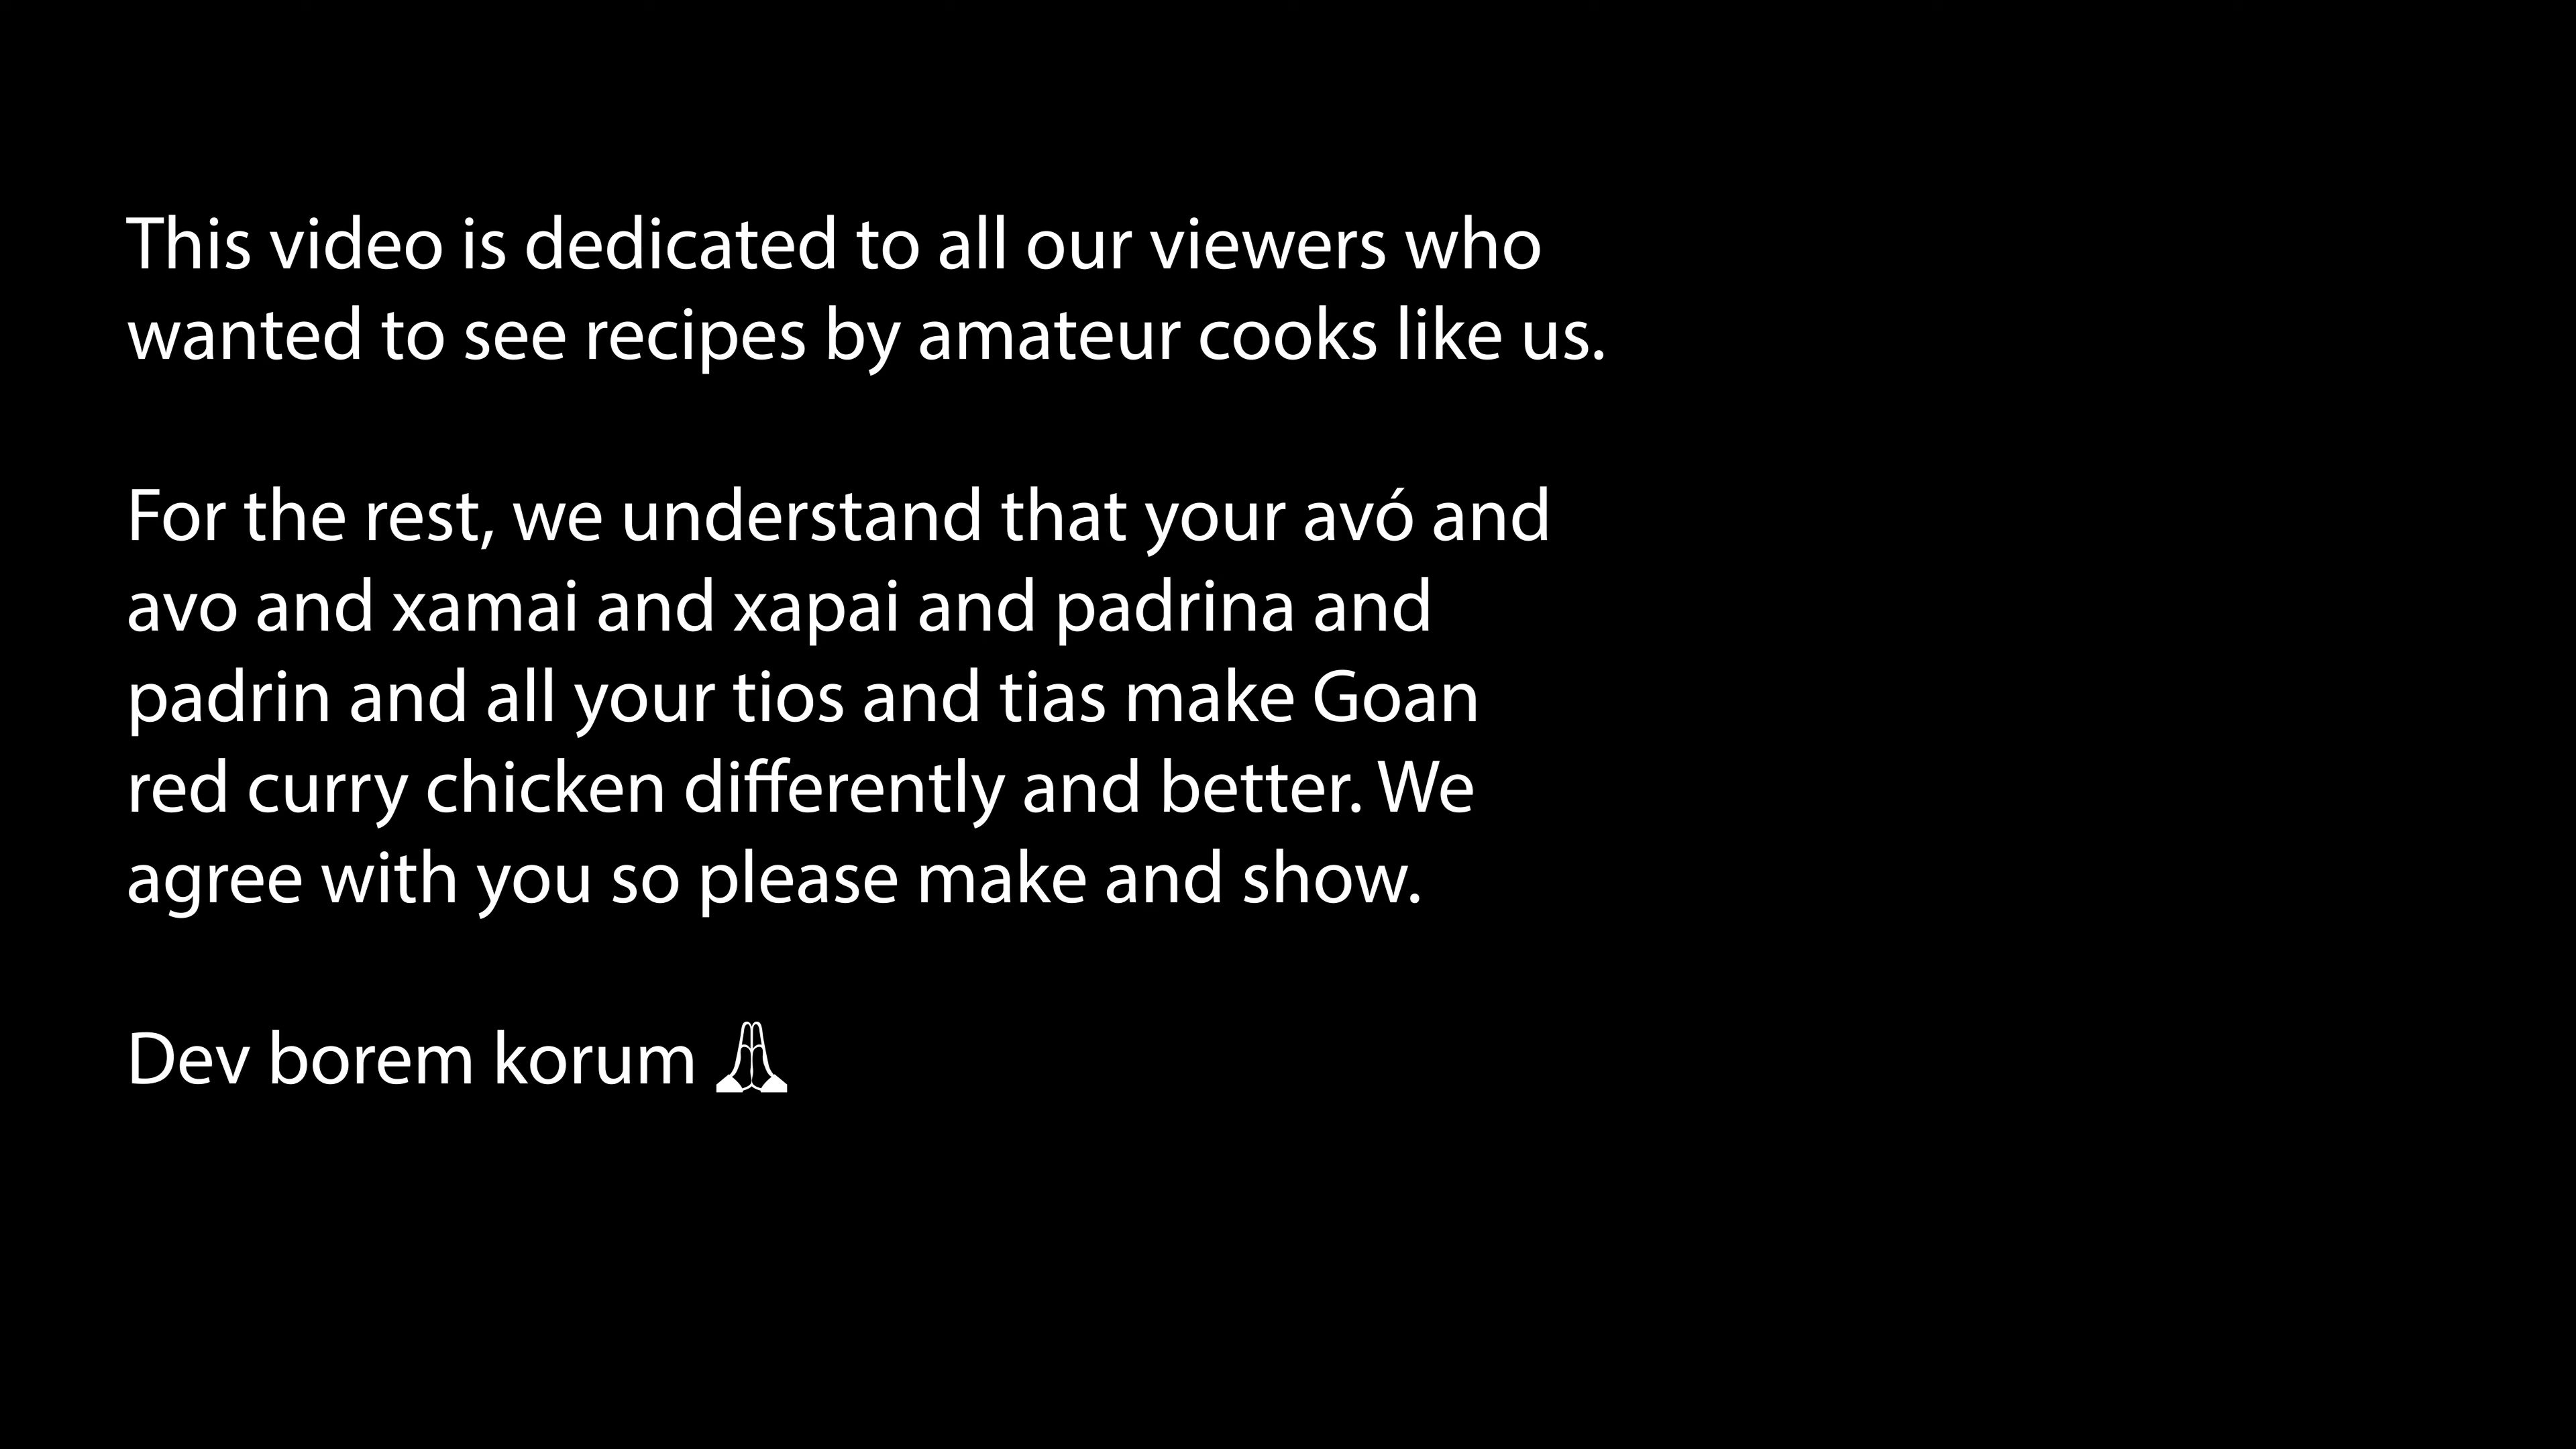 This video is dedicated to all our viewers who
wanted to see recipes by amateur cooks like us.
For the rest, we understand that your avó and
avo and xamai and xapai and padrina and
padrin and all your tios and tias make Goan
red curry chicken differently and better. We
agree with you so please make and show.
Dev borem korum 🙏